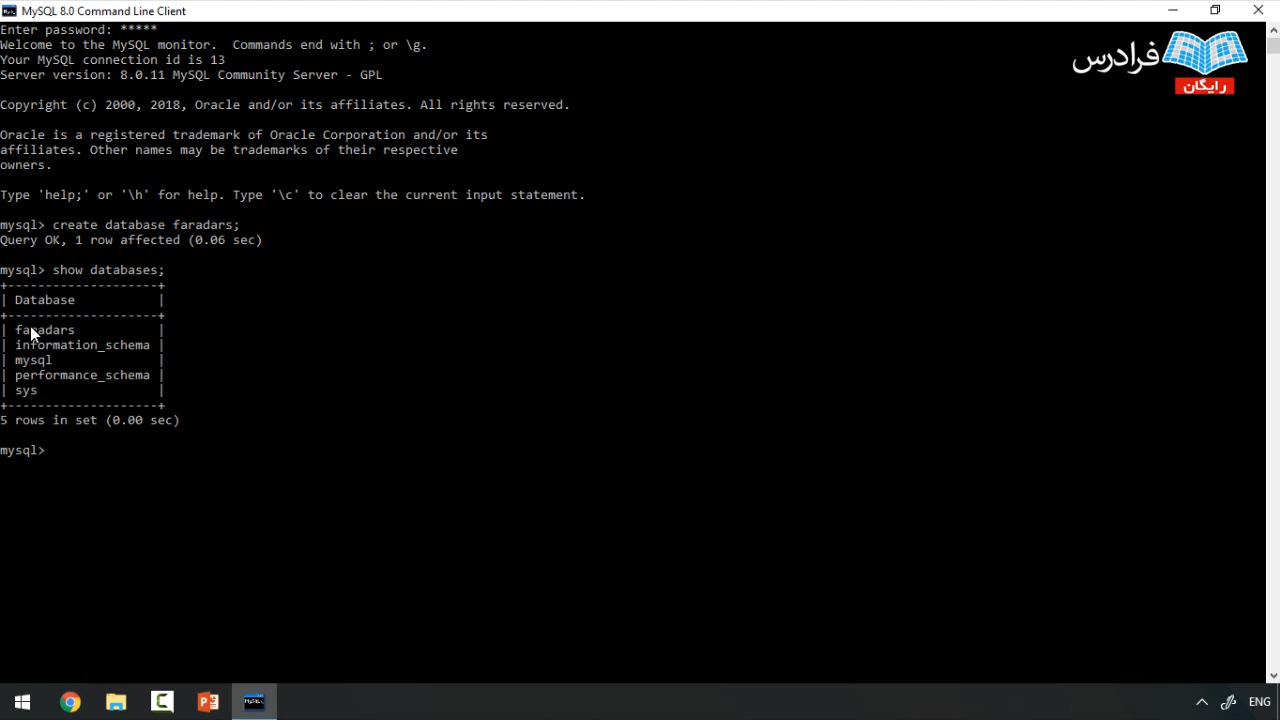 MySQL 8.0 Command Line Client
Enter password: *****
Welcome to the MySQL monitor.  Commands end with ; or \g.
Your MySQL connection id is 13
Server version: 8.0.11 MySQL Community Server - GPL
Copyright (c) 2000, 2018, Oracle and/or its affiliates. All rights reserved.
Oracle is a registered trademark of Oracle Corporation and/or its
affiliates. Other names may be trademarks of their respective
owners.
Type 'help;' or '\h' for help. Type '\c' to clear the current input statement.
mysql> create database faradars;
Query OK, 1 row affected (0.06 sec)
mysql> show databases;
+--------------------+
| Database           |
+--------------------+
| faradars           |
| information_schema |
| mysql              |
| performance_schema |
| sys                |
+--------------------+
5 rows in set (0.00 sec)
mysql>
فرادرس
رایگان
ENG